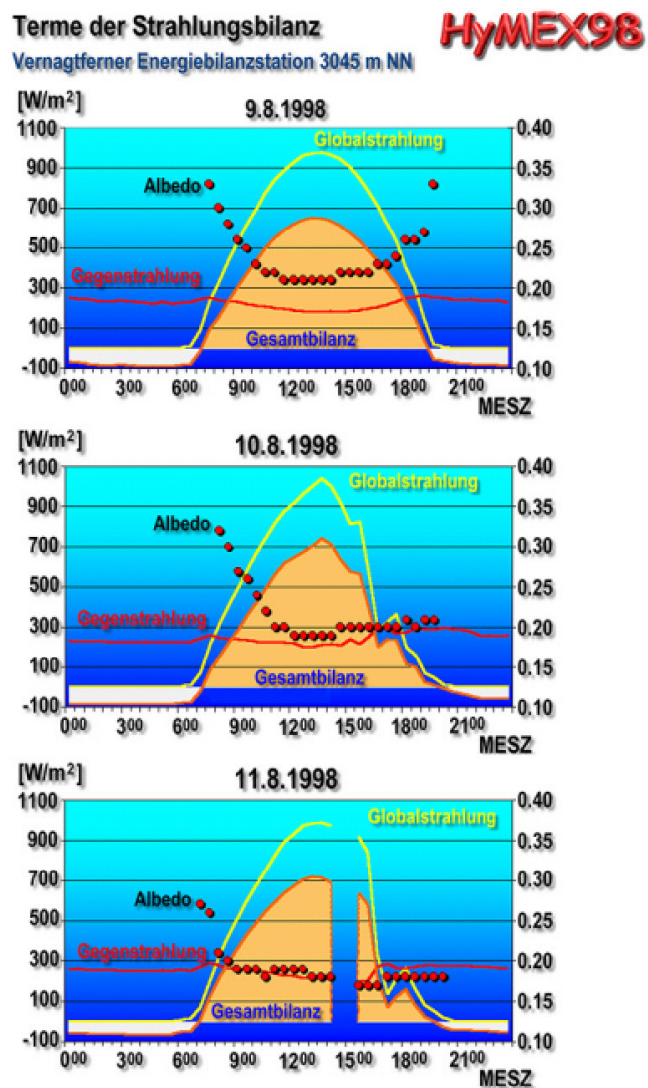 Terme der Strahlungsbilanz
HyMEX98
Vernagtferner Energiebilanzstation 3045 m NN
[W/m²]
9.8.1998
1100
900
700
500
300
100
-100
Globalstrahlung
Albedo
Gegenstrahlung
Gesamtbilanz
0.40
0.35
0.30
0.25
0.20
0.15
0.10
000 300 600 900 1200 1500 1800 2100
MESZ
[W/m²]
10.8.1998
1100
900
700
500
300
100
-100
Globalstrahlung
Albedo
Gegenstrahlung
Gesamtbilanz
0.40
0.35
0.30
0.25
0.20
0.15
0.10
000 300 600 900 1200 1500 1800 2100
MESZ
[W/m²]
11.8.1998
1100
900
700
500
300
100
-100
Globalstrahlung
Albedo
Gegenstrahlung
Gesamtbilanz
0.40
0.35
0.30
0.25
0.20
0.15
0.10
000 300 600 900 1200 1500 1800 2100
MESZ